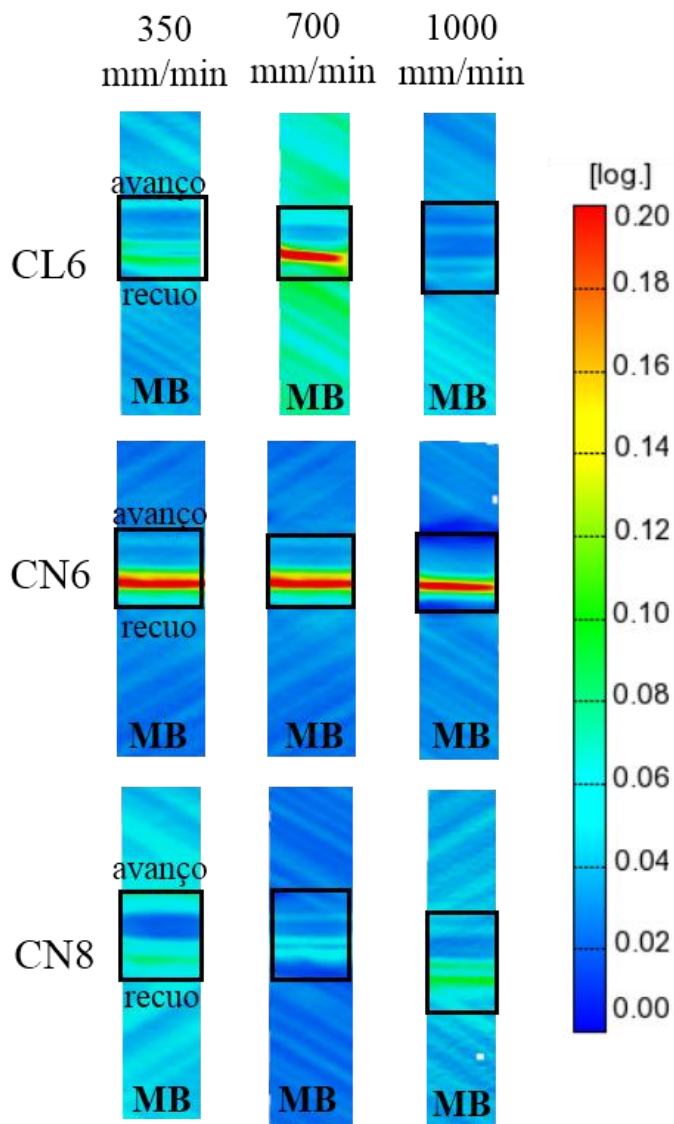 350
mm/min
700
mm/min
1000
mm/min
CL6
avanço
recuo
MB
MB
MB
CN6
avanço
recuo
MB
MB
MB
CN8
avanço
recuo
MB
MB
MB
[log.]
0.20
0.16
0.14
0.12
0.10
0.08
0.06
0.04
0.02
0.00